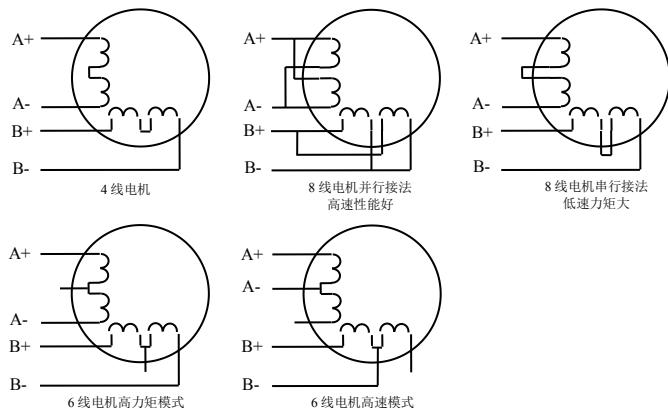 A+
A-
B+
B-
4 线电机
A+
A-
B+
B-
8 线电机并行接法
高速性能好
A+
A-
B+
B-
8 线电机串行接法
低速力矩大
A+
A-
B+
B-
6 线电机高力矩模式
A+
A-
B+
B-
6 线电机高速模式